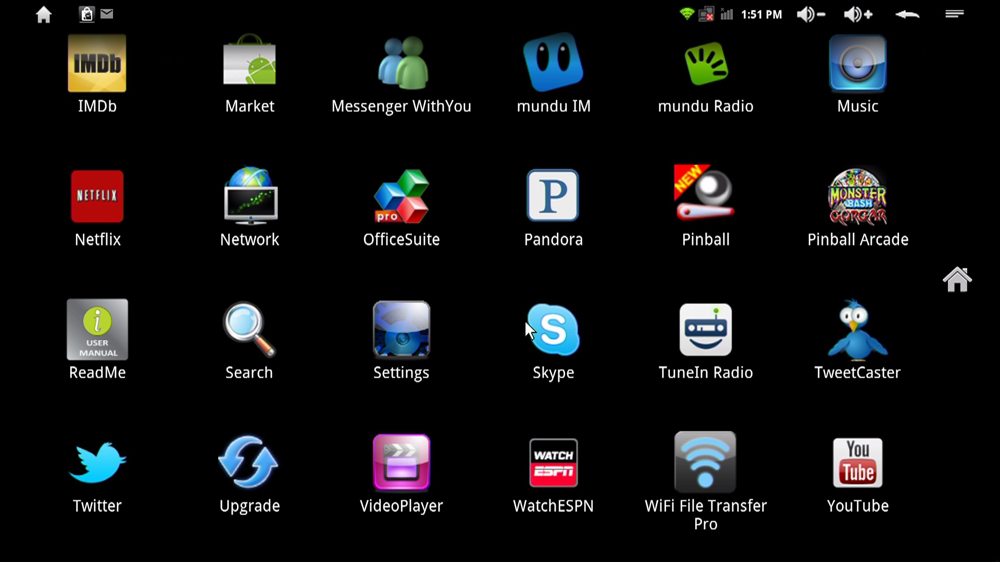 1:51 PM
IMDb
IMDb
Market
Messenger WithYou
mundu IM
mundu Radio
Music
NETFLIX
pro
P
NEW
MONSTER
BASH
GORGAR
Netflix
Network
OfficeSuite
Pandora
Pinball
Pinball Arcade
i
USER
MANUAL
S
ReadMe
Search
Settings
Skype
TuneIn Radio
TweetCaster
WATCH
ESPN
You
Tube
Twitter
Upgrade
VideoPlayer
WatchESPN
WiFi File Transfer
Pro
YouTube